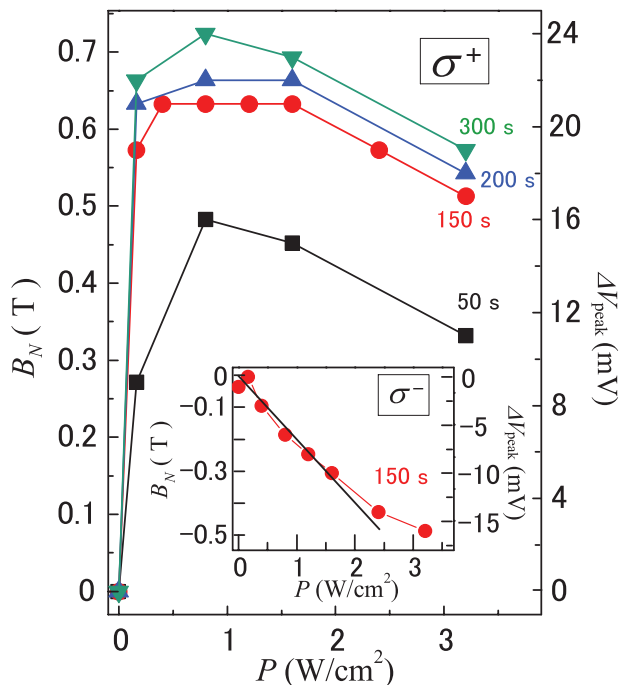 0.7
0.6
0.5
0.4
0.3
0.2
0.1
0
B_N ( T )
24
20
16
12
8
4
0
ΔV_peak (mV)
σ⁺
300 s
200 s
150 s
50 s
0
−0.1
−0.3
−0.5
B_N ( T )
σ⁻
150 s
0
−5
−10
−15
ΔV_peak (mV)
0 1 2 3
P (W/cm²)
0 1 2 3
P (W/cm²)